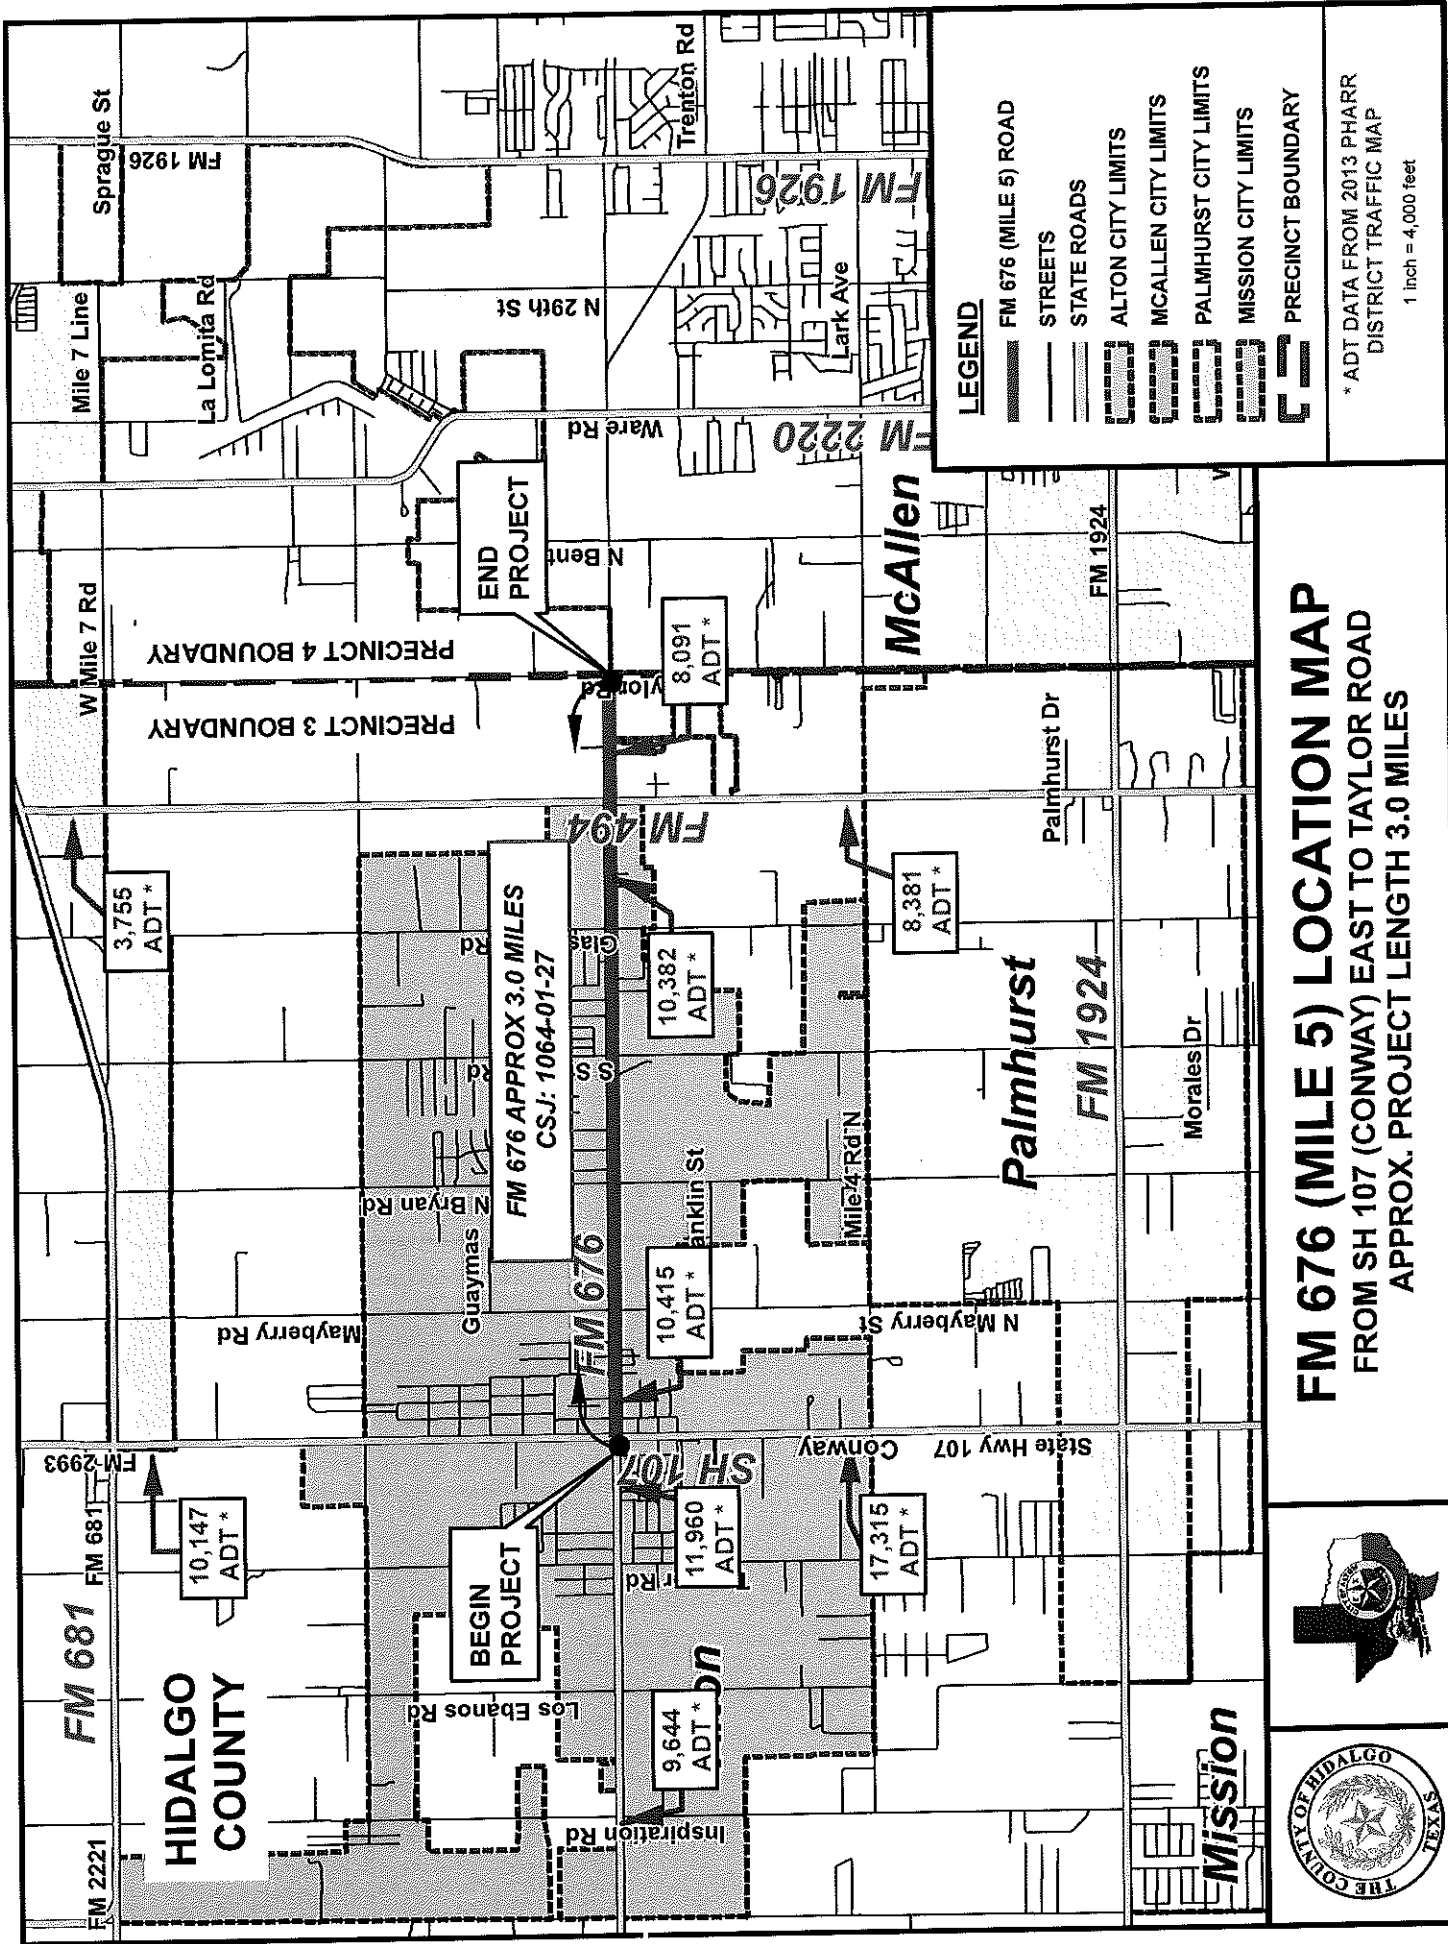 FM 2221
FM 681
FM 681
HIDALGO
COUNTY
10,147
ADT *
FM-2993
Mayberry Rd
3,755
ADT *
W Mile 7 Rd
Mile 7 Line
La Lomita Rd
Sprague St
FM 1926
PRECINCT 3 BOUNDARY
PRECINCT 4 BOUNDARY
Los Ebanos Rd
BEGIN
PROJECT
Guaymas
N Bryan Rd
Rd
FM 676 APPROX 3.0 MILES
CSJ: 1064-01-27
END
PROJECT
N Bent
Ware Rd
N 29th St
Trenton Rd
Inspiration Rd
9,644
ADT *
11,960
ADT *
SH 107
FM 676
10,415
ADT *
10,382
ADT *
FM 494
8,091
ADT *
FM 2220
FM 1926
Lark Ave
17,315
ADT *
Conway
State Hwy 107
N Mayberry St
Mile 4 Rd N
8,381
ADT *
McAllen
Palmhurst
Palmhurst Dr
FM 1924
FM 1924
Morales Dr
Mission
LEGEND
FM 676 (MILE 5) ROAD
STREETS
STATE ROADS
ALTON CITY LIMITS
MCALLEN CITY LIMITS
PALMHURST CITY LIMITS
MISSION CITY LIMITS
PRECINCT BOUNDARY
* ADT DATA FROM 2013 PHARR
DISTRICT TRAFFIC MAP
1 inch = 4,000 feet
THE COUNTY OF HIDALGO
TEXAS
FM 676 (MILE 5) LOCATION MAP
FROM SH 107 (CONWAY) EAST TO TAYLOR ROAD
APPROX. PROJECT LENGTH 3.0 MILES